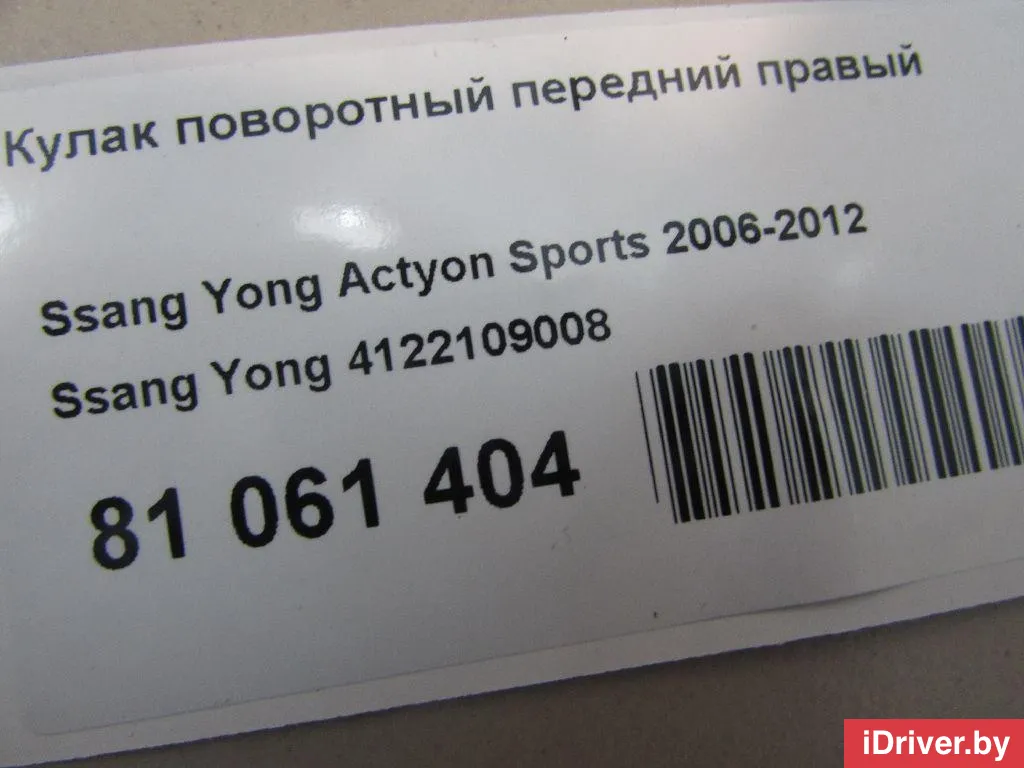 Кулак поворотный передний правый
Ssang Yong Actyon Sports 2006-2012
Ssang Yong 4122109008
81 061 404
iDriver.by